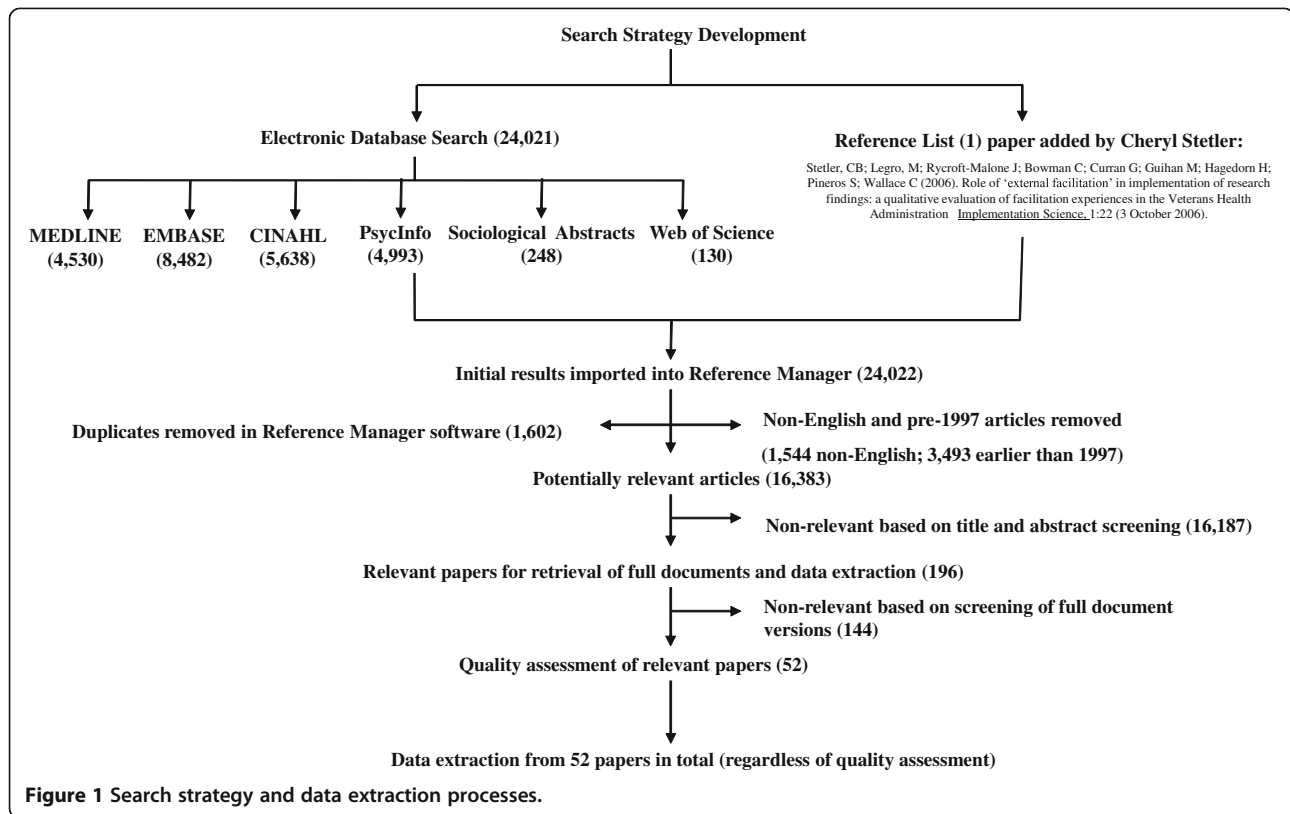 Search Strategy Development
Electronic Database Search (24,021)
Reference List (1) paper added by Cheryl Stetler:
Stetler, CB; Legro, M; Rycroft-Malone J; Bowman C; Curran G; Guihan M; Hagedorn H;
Pineros S; Wallace C (2006). Role of ‘external facilitation’ in implementation of research
findings: a qualitative evaluation of facilitation experiences in the Veterans Health
Administration Implementation Science, 1:22 (3 October 2006).
MEDLINE
(4,530)
EMBASE
(8,482)
CINAHL
(5,638)
PsycInfo
(4,993)
Sociological Abstracts
(248)
Web of Science
(130)
Initial results imported into Reference Manager (24,022)
Duplicates removed in Reference Manager software (1,602)
Non-English and pre-1997 articles removed
(1,544 non-English; 3,493 earlier than 1997)
Potentially relevant articles (16,383)
Non-relevant based on title and abstract screening (16,187)
Relevant papers for retrieval of full documents and data extraction (196)
Non-relevant based on screening of full document
versions (144)
Quality assessment of relevant papers (52)
Data extraction from 52 papers in total (regardless of quality assessment)
Figure 1 Search strategy and data extraction processes.